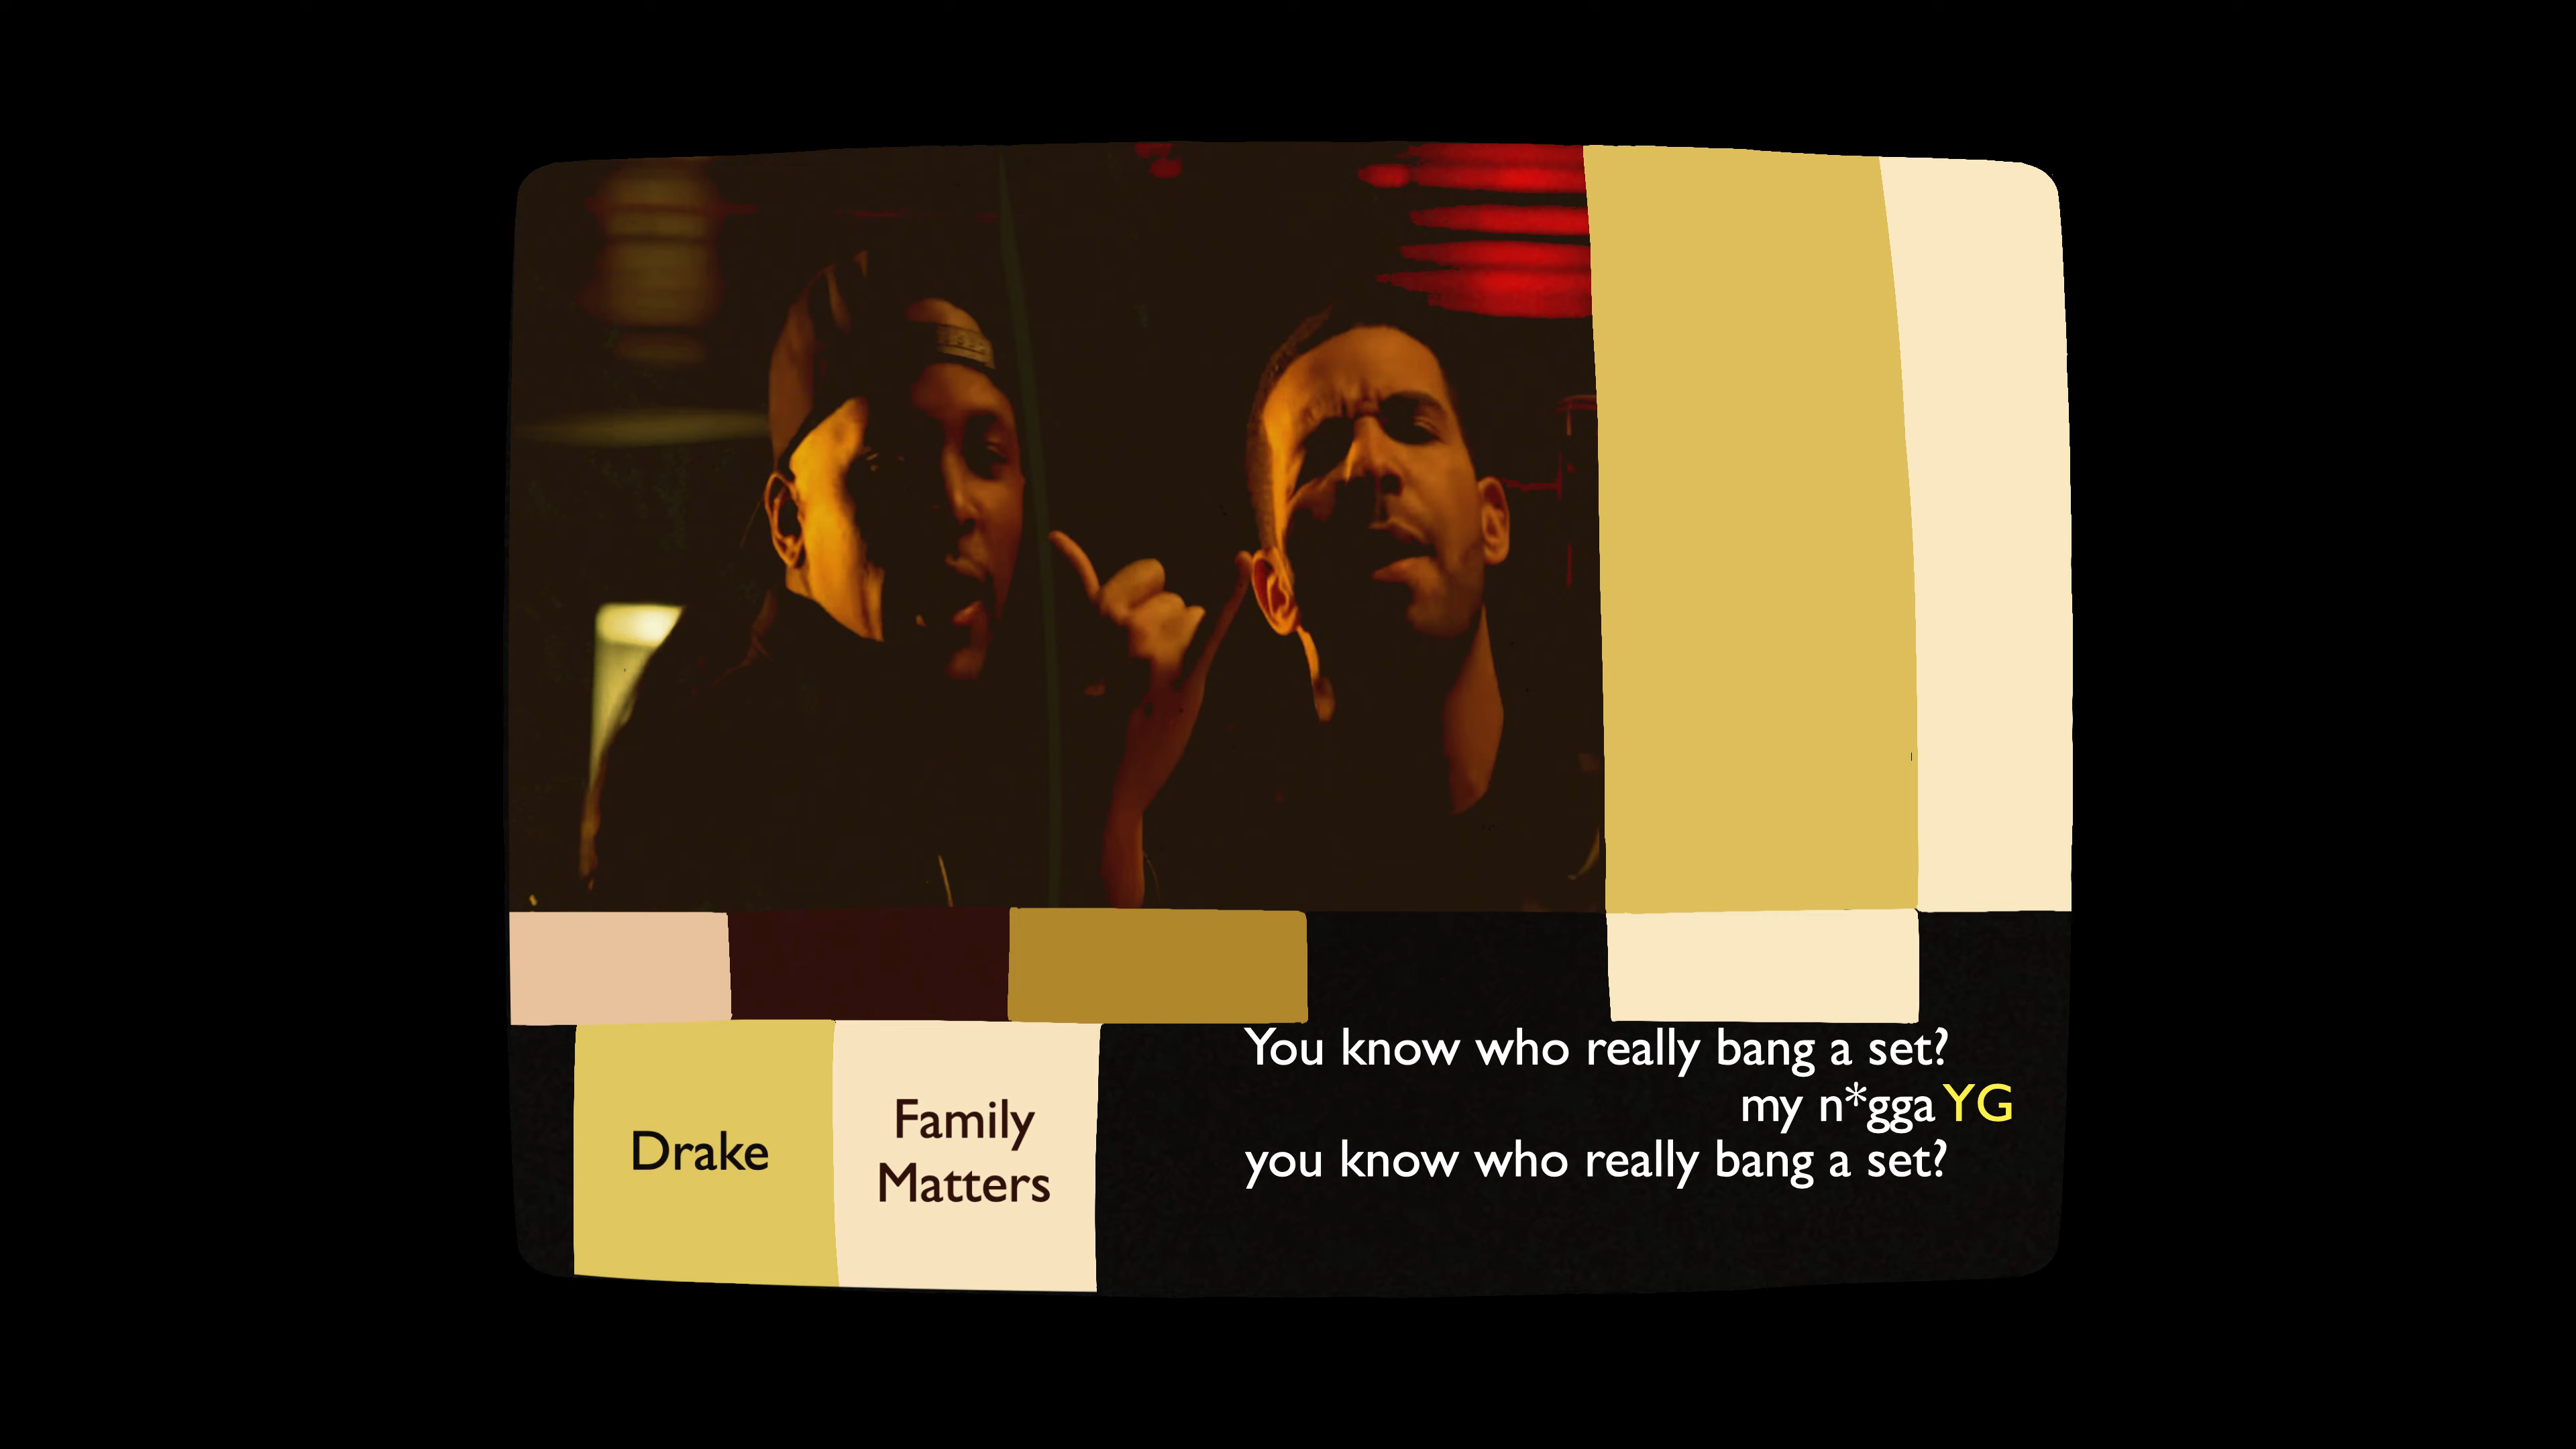 Drake
Family
Matters
You know who really bang a set?
my n*gga YG
you know who really bang a set?